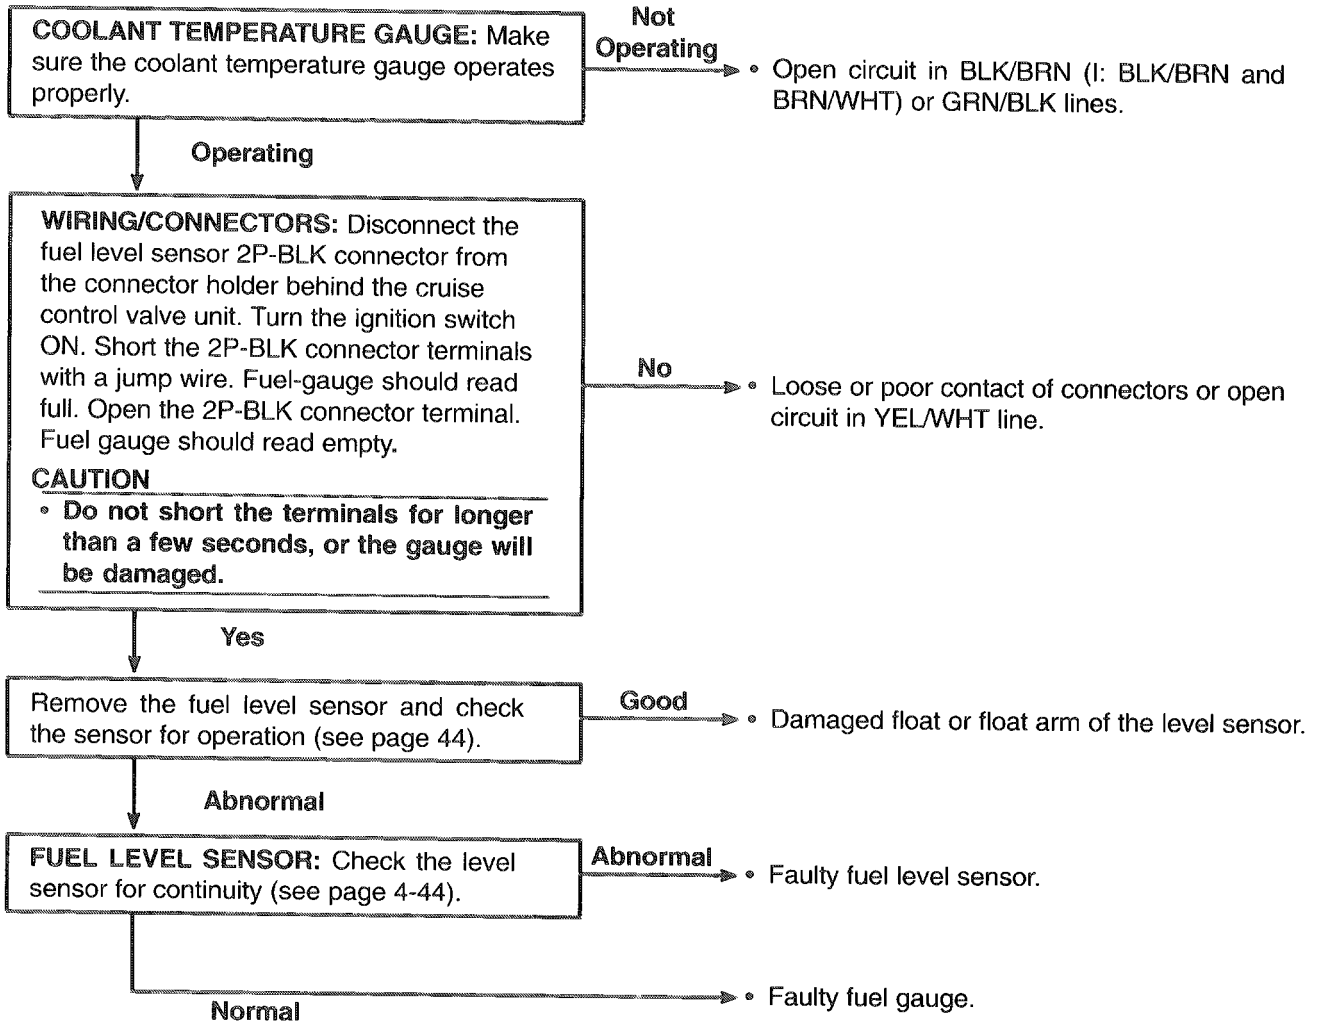 COOLANT TEMPERATURE GAUGE: Make
sure the coolant temperature gauge operates
properly.
Not
Operating
• Open circuit in BLK/BRN (I: BLK/BRN and
BRN/WHT) or GRN/BLK lines.
Operating
WIRING/CONNECTORS: Disconnect the
fuel level sensor 2P-BLK connector from
the connector holder behind the cruise
control valve unit. Turn the ignition switch
ON. Short the 2P-BLK connector terminals
with a jump wire. Fuel-gauge should read
full. Open the 2P-BLK connector terminal.
Fuel gauge should read empty.
CAUTION
• Do not short the terminals for longer
than a few seconds, or the gauge will
be damaged.
No
• Loose or poor contact of connectors or open
circuit in YEL/WHT line.
Yes
Remove the fuel level sensor and check
the sensor for operation (see page 44).
Good
• Damaged float or float arm of the level sensor.
Abnormal
FUEL LEVEL SENSOR: Check the level
sensor for continuity (see page 4-44).
Abnormal
• Faulty fuel level sensor.
Normal
• Faulty fuel gauge.